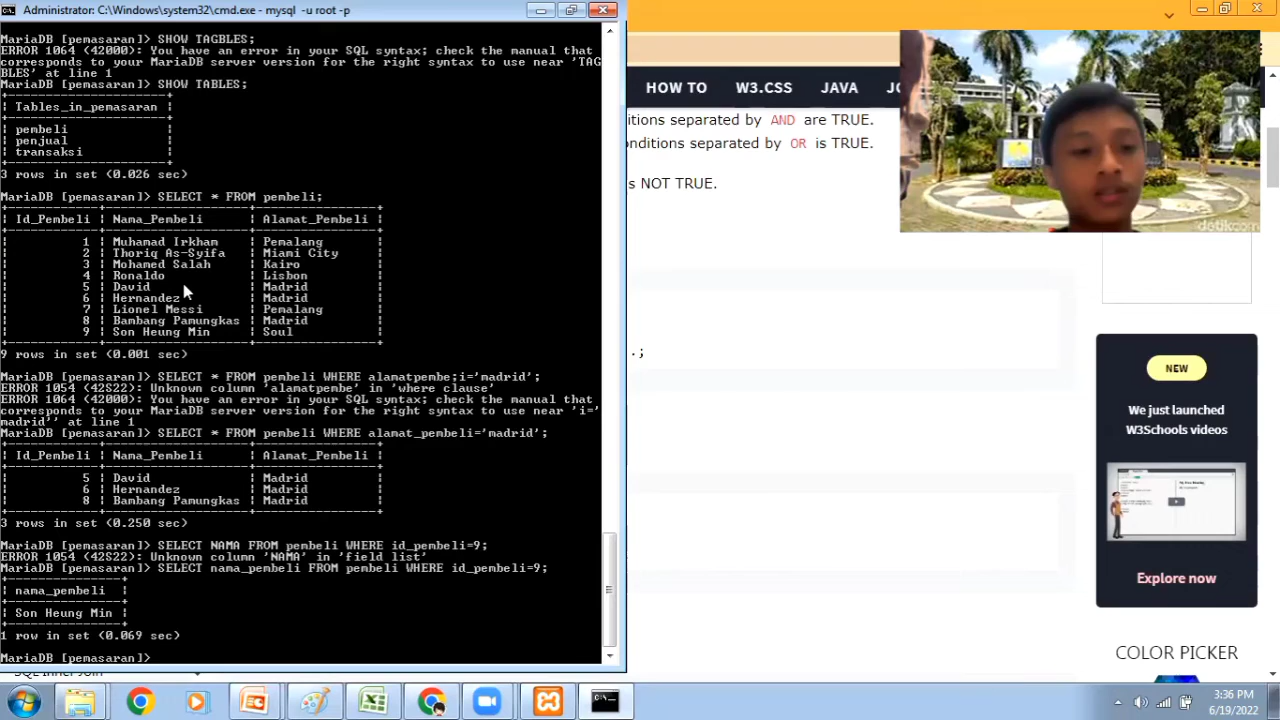 Administrator: C:\Windows\system32\cmd.exe - mysql -u root -p
MariaDB [pemasaran]> SHOW TAGBLES;
ERROR 1064 (42000): You have an error in your SQL syntax; check the manual that
corresponds to your MariaDB server version for the right syntax to use near 'TAG
BLES' at line 1
MariaDB [pemasaran]> SHOW TABLES;
+---------------------+
| Tables_in_pemasaran |
+---------------------+
| pembeli             |
| penjual             |
| transaksi           |
+---------------------+
3 rows in set (0.026 sec)
MariaDB [pemasaran]> SELECT * FROM pembeli;
+------------+-------------------+----------------+
| Id_Pembeli | Nama_Pembeli      | Alamat_Pembeli |
+------------+-------------------+----------------+
|          1 | Muhamad Irkham    | Pemalang       |
|          2 | Thoriq As-Syifa   | Miami City     |
|          3 | Mohamed Salah     | Kairo          |
|          4 | Ronaldo           | Lisbon         |
|          5 | David             | Madrid         |
|          6 | Hernandez         | Madrid         |
|          7 | Lionel Messi      | Pemalang       |
|          8 | Bambang Pamungkas | Madrid         |
|          9 | Son Heung Min     | Soul           |
+------------+-------------------+----------------+
9 rows in set (0.001 sec)
MariaDB [pemasaran]> SELECT * FROM pembeli WHERE alamatpembe;i='madrid';
ERROR 1054 (42S22): Unknown column 'alamatpembe' in 'where clause'
ERROR 1064 (42000): You have an error in your SQL syntax; check the manual that
corresponds to your MariaDB server version for the right syntax to use near 'i='
madrid'' at line 1
MariaDB [pemasaran]> SELECT * FROM pembeli WHERE alamat_pembeli='madrid';
+------------+-------------------+----------------+
| Id_Pembeli | Nama_Pembeli      | Alamat_Pembeli |
+------------+-------------------+----------------+
|          5 | David             | Madrid         |
|          6 | Hernandez         | Madrid         |
|          8 | Bambang Pamungkas | Madrid         |
+------------+-------------------+----------------+
3 rows in set (0.250 sec)
MariaDB [pemasaran]> SELECT NAMA FROM pembeli WHERE id_pembeli=9;
ERROR 1054 (42S22): Unknown column 'NAMA' in 'field list'
MariaDB [pemasaran]> SELECT nama_pembeli FROM pembeli WHERE id_pembeli=9;
+---------------+
| nama_pembeli  |
+---------------+
| Son Heung Min |
+---------------+
1 row in set (0.069 sec)
MariaDB [pemasaran]>
HOW TO W3.CSS JAVA
ditions separated by AND are TRUE.
onditions separated by OR is TRUE.
s NOT TRUE.
.;
detikcom
NEW
We just launched
W3Schools videos
Explore now
COLOR PICKER
SQL Inner Join
3:36 PM
6/19/2022